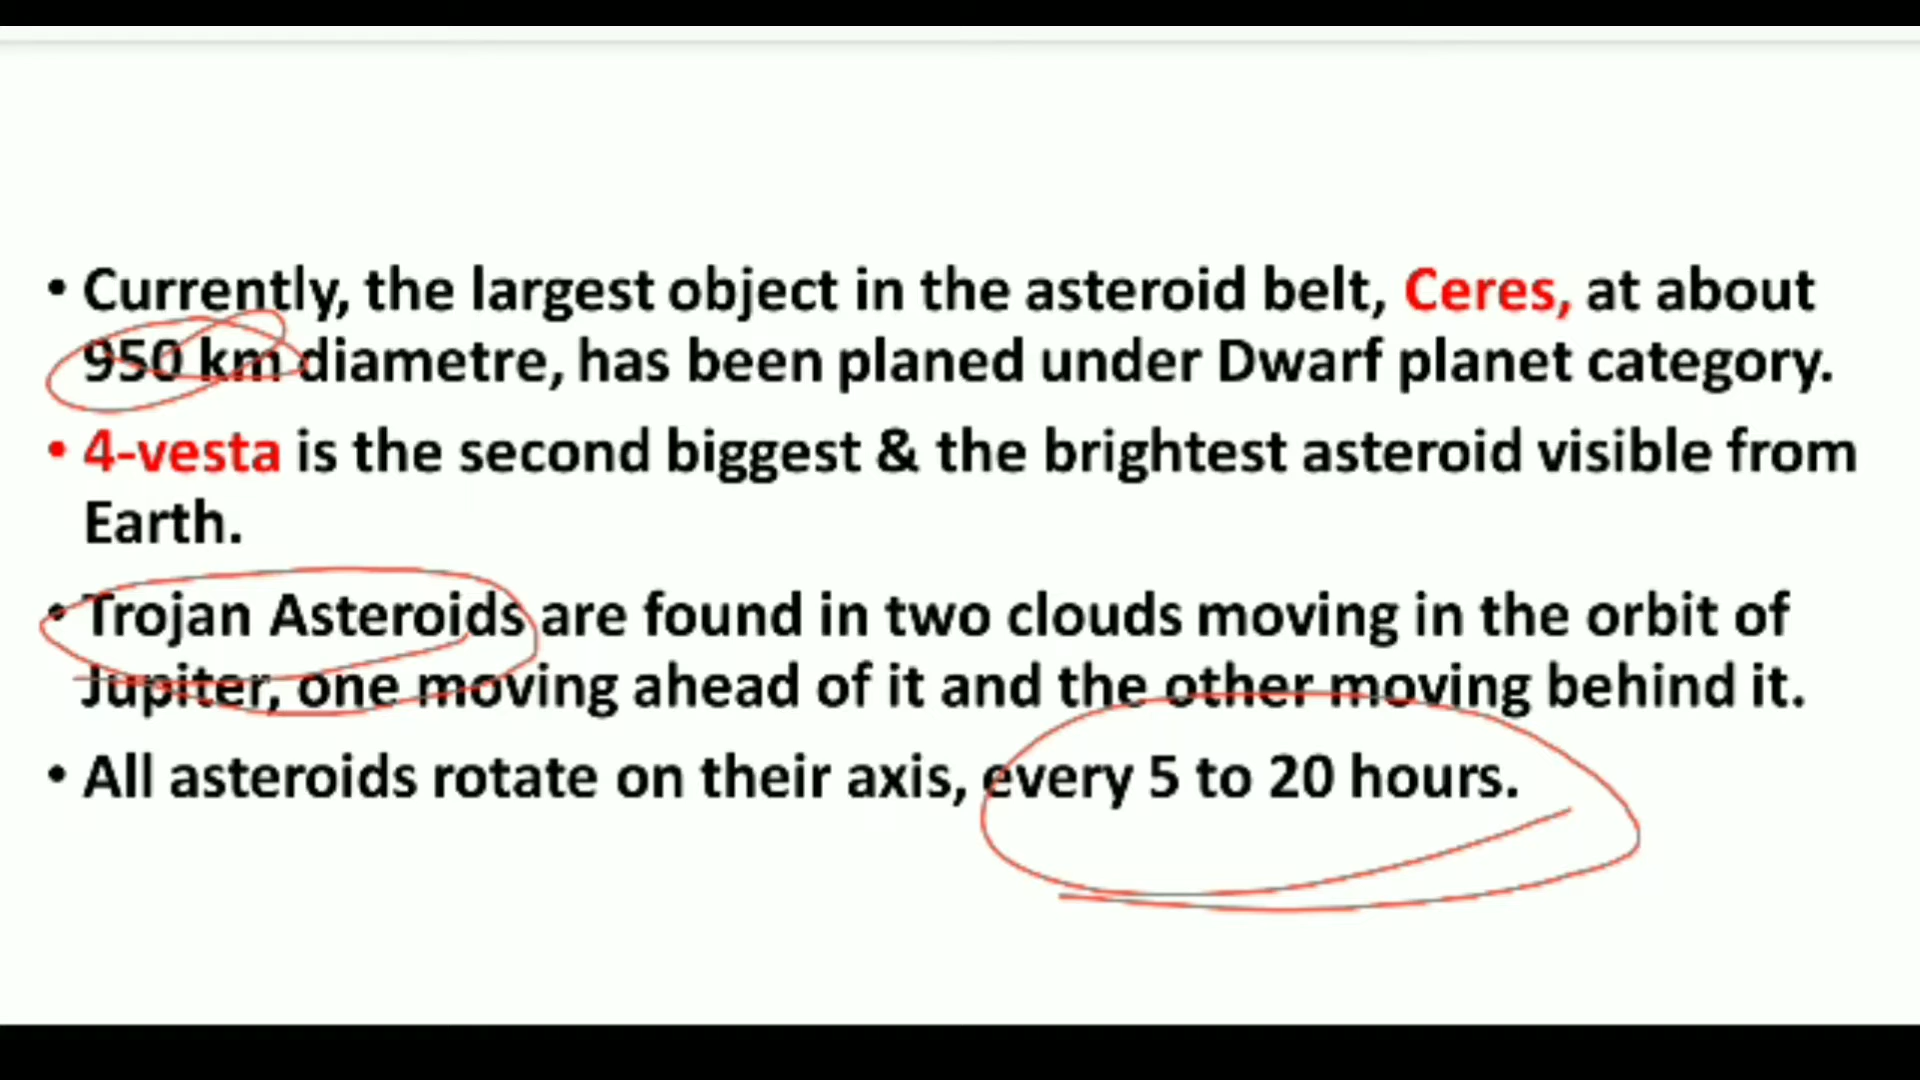 • Currently, the largest object in the asteroid belt, Ceres, at about
950 km diametre, has been planed under Dwarf planet category.
• 4-vesta is the second biggest & the brightest asteroid visible from
Earth.
• Trojan Asteroids are found in two clouds moving in the orbit of
Jupiter, one moving ahead of it and the other moving behind it.
• All asteroids rotate on their axis, every 5 to 20 hours.